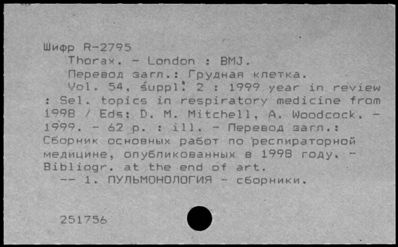 Шифр R-2795
Thorax. - London : BMJ.
Перевод загл.: Грудная клетка.
Vol. 54, suppl. 2 : 1999 year in review
: Sel. topics in respiratory medicine from
1998 / Eds: D. M. Mitchell, A. Woodcock. -
1999. - 62 p. : ill. - Перевод загл.:
Сборник основных работ по респираторной
медицине, опубликованных в 1998 году. -
Bibliogr. at the end of art.
-- 1. ПУЛЬМОНОЛОГИЯ - сборники.
251756